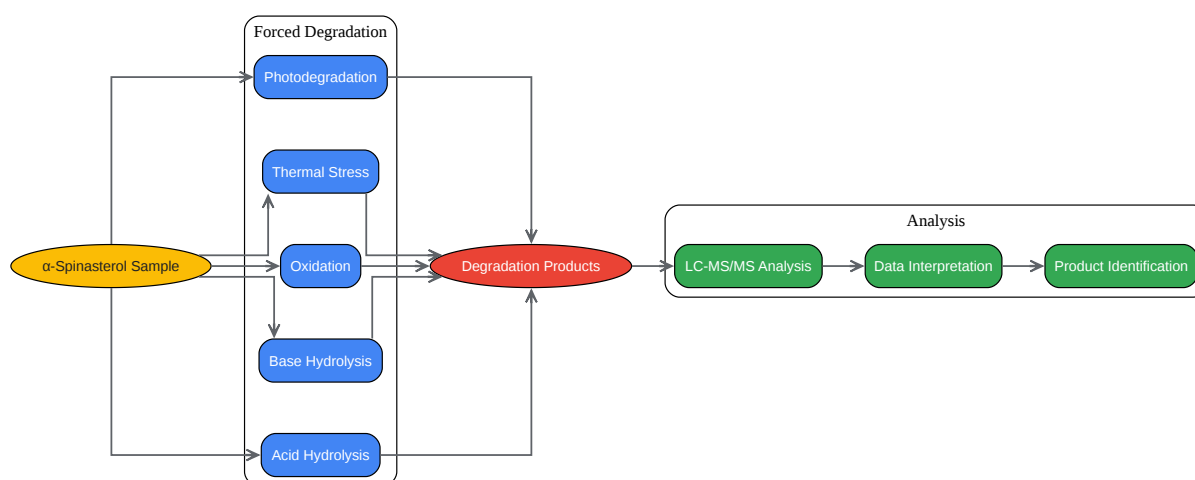 Forced Degradation
Photodegradation
Thermal Stress
α-Spinasterol Sample
Oxidation
Base Hydrolysis
Acid Hydrolysis
Degradation Products
Analysis
LC-MS/MS Analysis
Data Interpretation
Product Identification